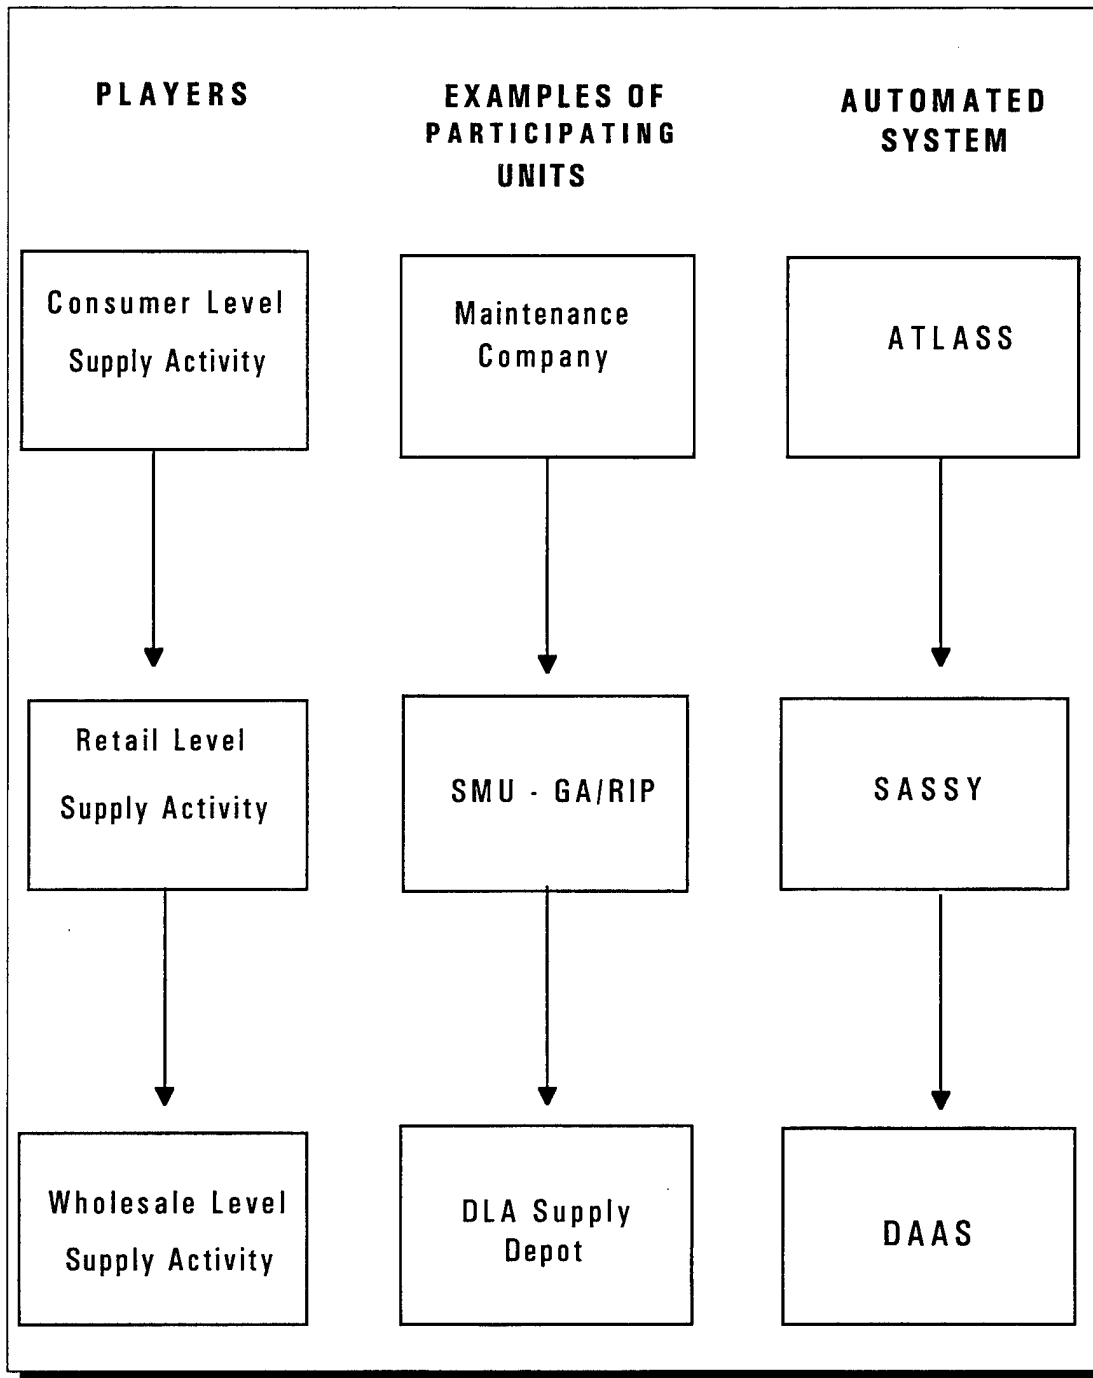 PLAYERS
EXAMPLES OF
PARTICIPATING
UNITS
AUTOMATED
SYSTEM
Consumer Level
Supply Activity
Maintenance
Company
ATLASS
Retail Level
Supply Activity
SMU - GA/RIP
SASSY
Wholesale Level
Supply Activity
DLA Supply
Depot
DAAS